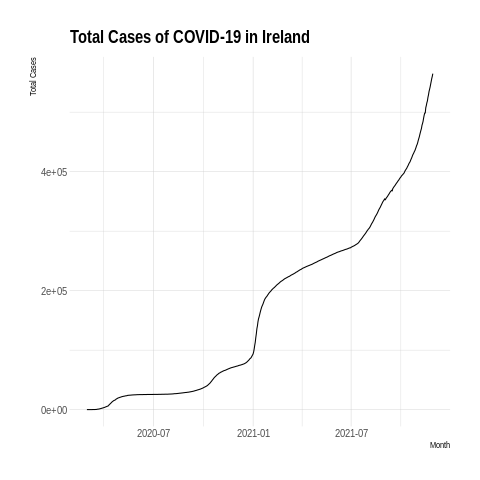 Total Cases of COVID-19 in Ireland
Total Cases
4e+05
2e+05
0e+00
2020-07 2021-01 2021-07
Month